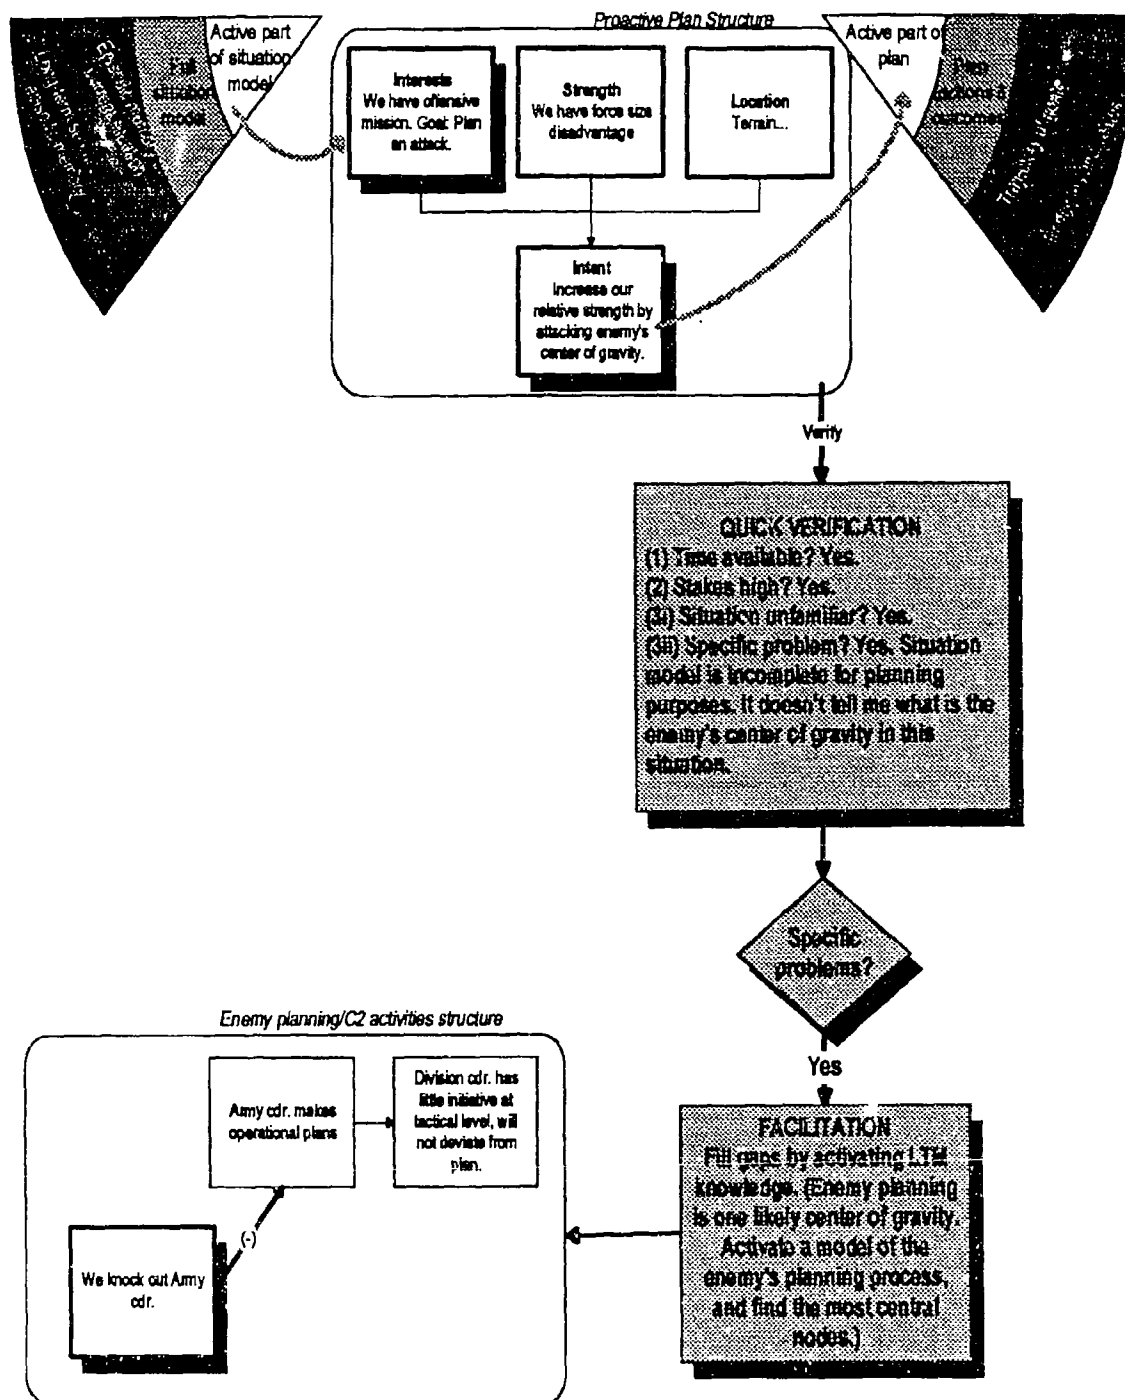 Proactive Plan Structure
Active part
of situation
model
situation
model
Interests
We have offensive
mission. Goal: Plan
an attack.
Strength
We have force size
disadvantage
Location
Terrain...
Active part of
plan
actions &
outcomes
Intent
Increase our
relative strength by
attacking enemy's
center of gravity.
Verify
QUICK VERIFICATION
(1) Time available? Yes.
(2) Stakes high? Yes.
(3i) Situation unfamiliar? Yes.
(3ii) Specific problem? Yes. Situation
model is incomplete for planning
purposes. It doesn't tell me what is the
enemy's center of gravity in this
situation.
Specific
problems?
Yes
Enemy planning/C2 activities structure
Army cdr. makes
operational plans
Division cdr. has
little initiative at
tactical level, will
not deviate from
plan.
(-)
We knock out Army
cdr.
FACILITATION
Fill gaps by activating LTM
knowledge. (Enemy planning
is one likely center of gravity.
Activate a model of the
enemy's planning process,
and find the most central
nodes.)